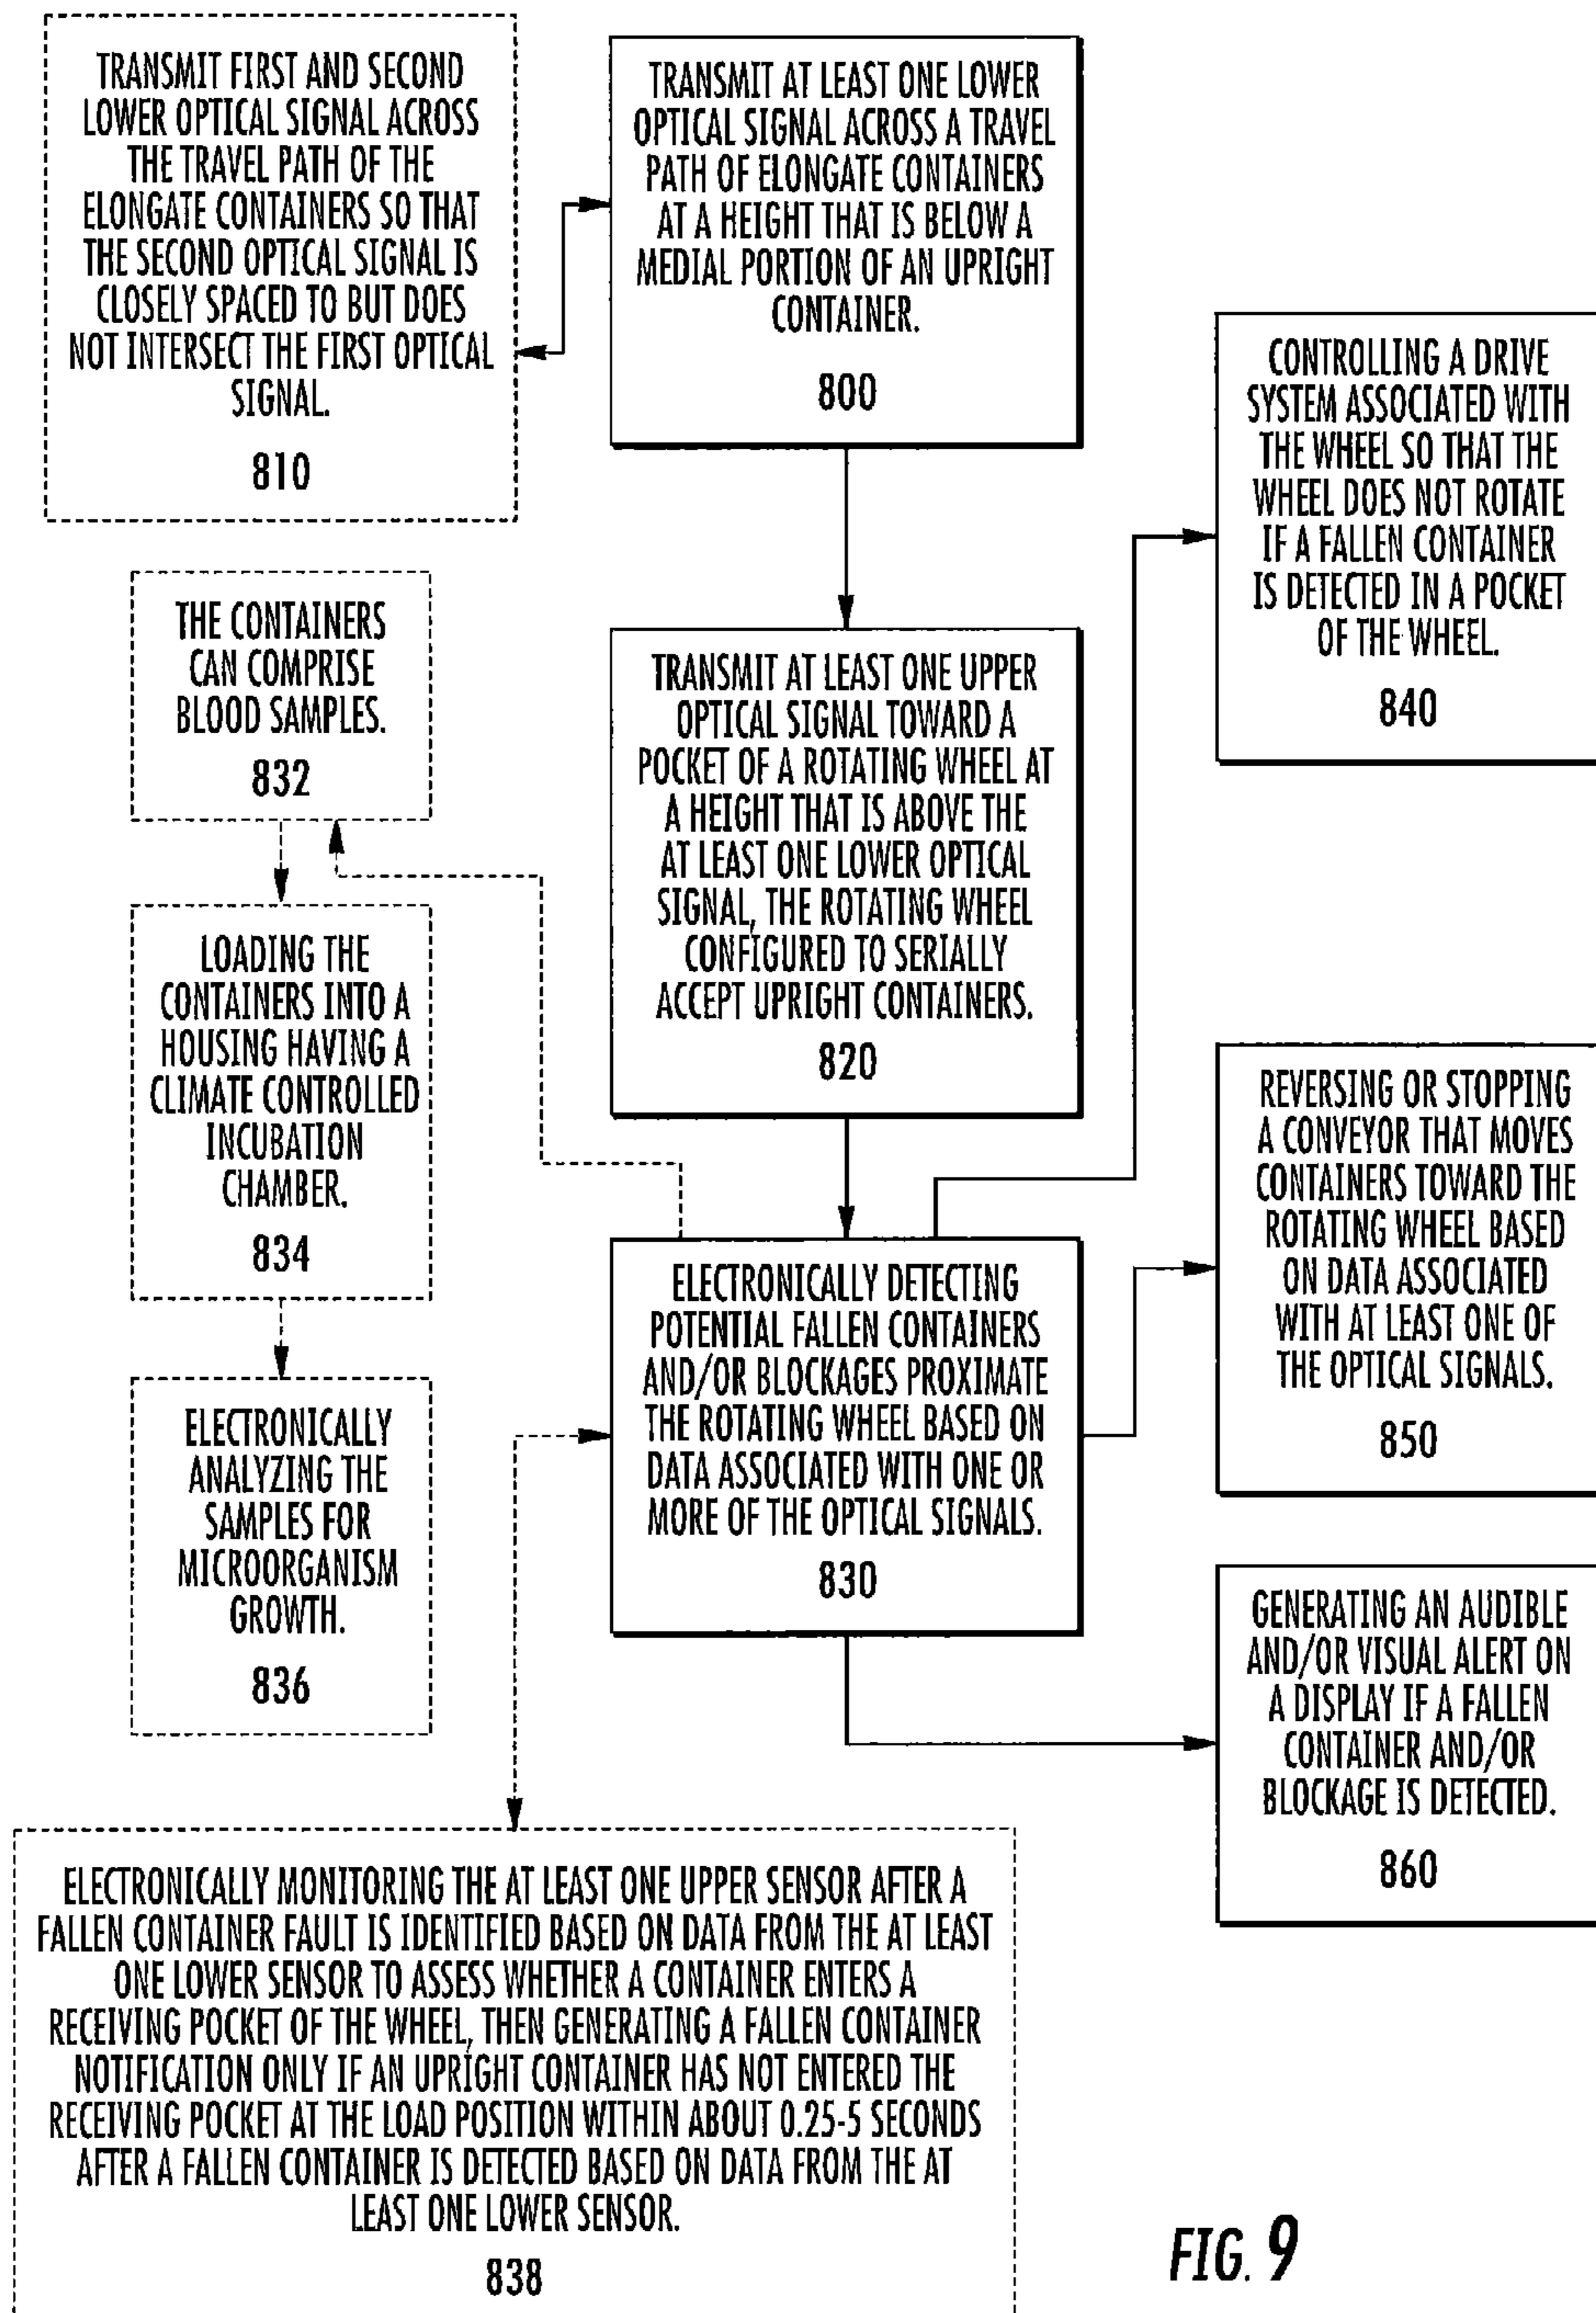 TRANSMIT FIRST AND SECOND
LOWER OPTICAL SIGNAL ACROSS
THE TRAVEL PATH OF THE
ELONGATE CONTAINERS SO THAT
THE SECOND OPTICAL SIGNAL IS
CLOSELY SPACED TO BUT DOES
NOT INTERSECT THE FIRST OPTICAL
SIGNAL.
810
TRANSMIT AT LEAST ONE LOWER
OPTICAL SIGNAL ACROSS A TRAVEL
PATH OF ELONGATE CONTAINERS
AT A HEIGHT THAT IS BELOW A
MEDIAL PORTION OF AN UPRIGHT
CONTAINER.
800
CONTROLLING A DRIVE
SYSTEM ASSOCIATED WITH
THE WHEEL SO THAT THE
WHEEL DOES NOT ROTATE
IF A FALLEN CONTAINER
IS DETECTED IN A POCKET
OF THE WHEEL.
840
THE CONTAINERS
CAN COMPRISE
BLOOD SAMPLES.
832
TRANSMIT AT LEAST ONE UPPER
OPTICAL SIGNAL TOWARD A
POCKET OF A ROTATING WHEEL AT
A HEIGHT THAT IS ABOVE THE
AT LEAST ONE LOWER OPTICAL
SIGNAL, THE ROTATING WHEEL
CONFIGURED TO SERIALLY
ACCEPT UPRIGHT CONTAINERS.
820
LOADING THE
CONTAINERS INTO A
HOUSING HAVING A
CLIMATE CONTROLLED
INCUBATION
CHAMBER.
834
REVERSING OR STOPPING
A CONVEYOR THAT MOVES
CONTAINERS TOWARD THE
ROTATING WHEEL BASED
ON DATA ASSOCIATED
WITH AT LEAST ONE OF
THE OPTICAL SIGNALS.
850
ELECTRONICALLY DETECTING
POTENTIAL FALLEN CONTAINERS
AND/OR BLOCKAGES PROXIMATE
THE ROTATING WHEEL BASED ON
DATA ASSOCIATED WITH ONE OR
MORE OF THE OPTICAL SIGNALS.
830
ELECTRONICALLY
ANALYZING THE
SAMPLES FOR
MICROORGANISM
GROWTH.
836
GENERATING AN AUDIBLE
AND/OR VISUAL ALERT ON
A DISPLAY IF A FALLEN
CONTAINER AND/OR
BLOCKAGE IS DETECTED.
860
ELECTRONICALLY MONITORING THE AT LEAST ONE UPPER SENSOR AFTER A
FALLEN CONTAINER FAULT IS IDENTIFIED BASED ON DATA FROM THE AT LEAST
ONE LOWER SENSOR TO ASSESS WHETHER A CONTAINER ENTERS A
RECEIVING POCKET OF THE WHEEL, THEN GENERATING A FALLEN CONTAINER
NOTIFICATION ONLY IF AN UPRIGHT CONTAINER HAS NOT ENTERED THE
RECEIVING POCKET AT THE LOAD POSITION WITHIN ABOUT 0.25-5 SECONDS
AFTER A FALLEN CONTAINER IS DETECTED BASED ON DATA FROM THE AT
LEAST ONE LOWER SENSOR.
838
FIG. 9